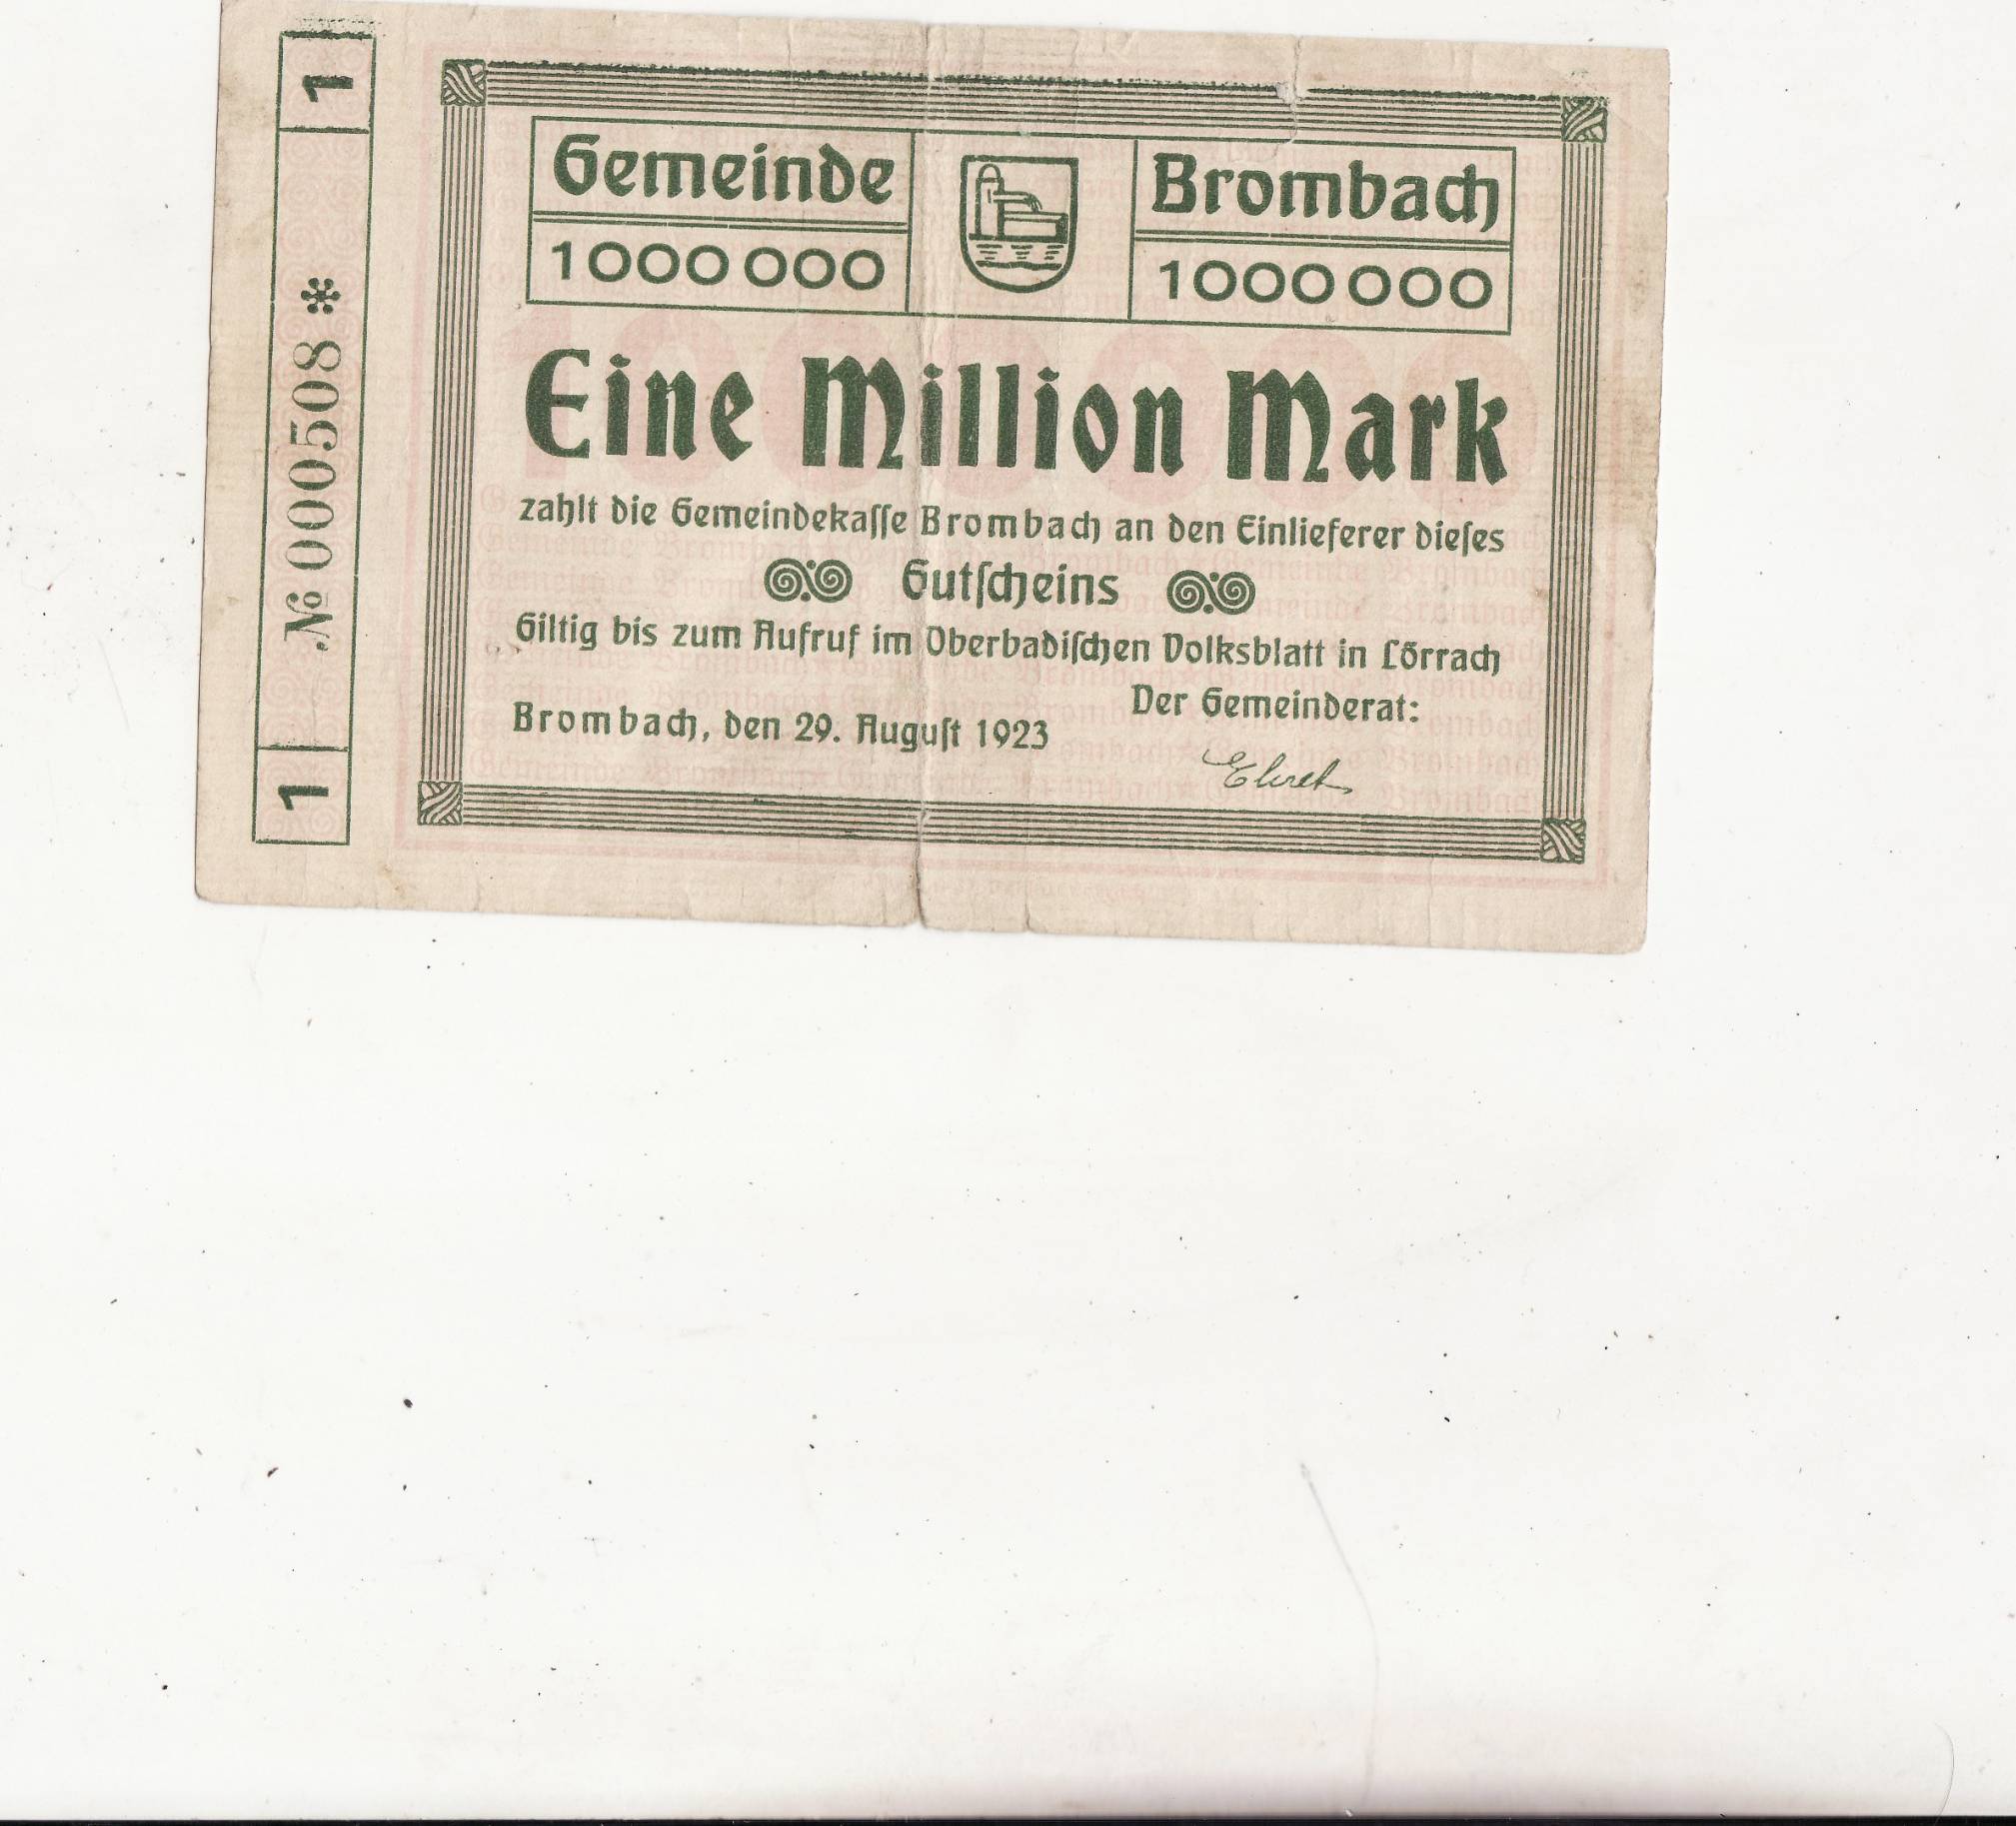 1
№ 000508 *
1
Gemeinde
Brombach
1000000
1000000
Eine Million Mark
zahlt die Gemeindekaſſe Brombach an den Einlieferer dieſes
Gutſcheins
Giltig bis zum Aufruf im Oberbadiſchen Volksblatt in Lörrach
Der Gemeinderat:
Brombach, den 29. Auguſt 1923